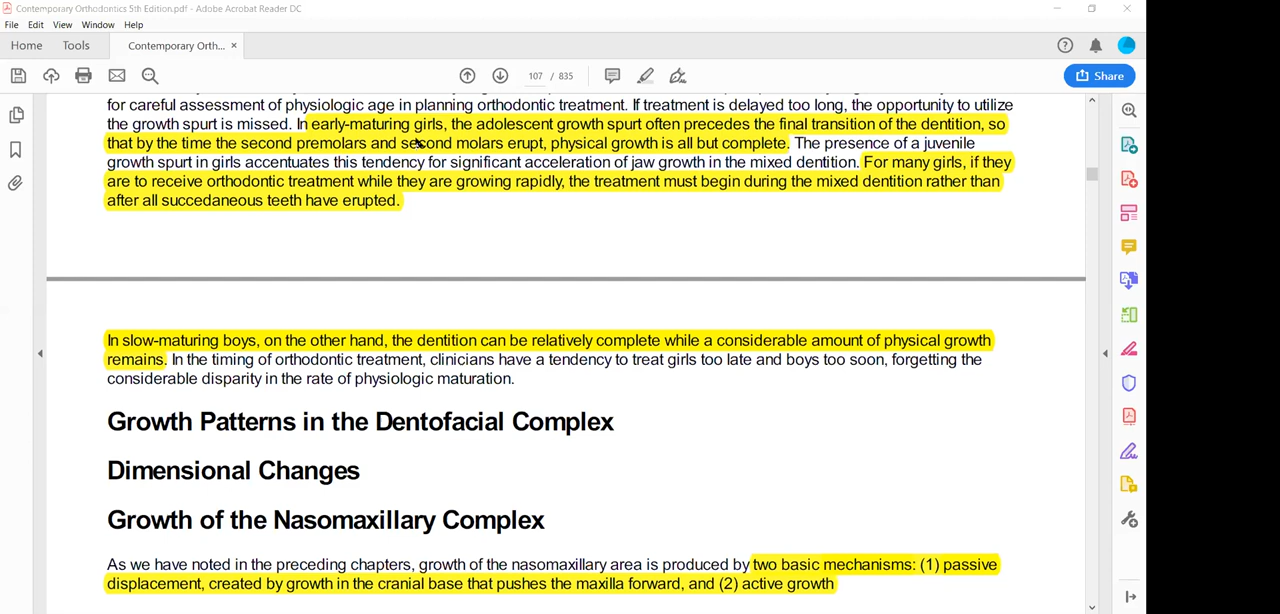 Contemporary Orthodontics 5th Edition.pdf - Adobe Acrobat Reader DC
File Edit View Window Help
Home Tools Contemporary Orth... ×
107 / 835
Share
for careful assessment of physiologic age in planning orthodontic treatment. If treatment is delayed too long, the opportunity to utilize
the growth spurt is missed. In early-maturing girls, the adolescent growth spurt often precedes the final transition of the dentition, so
that by the time the second premolars and second molars erupt, physical growth is all but complete. The presence of a juvenile
growth spurt in girls accentuates this tendency for significant acceleration of jaw growth in the mixed dentition. For many girls, if they
are to receive orthodontic treatment while they are growing rapidly, the treatment must begin during the mixed dentition rather than
after all succedaneous teeth have erupted.
In slow-maturing boys, on the other hand, the dentition can be relatively complete while a considerable amount of physical growth
remains. In the timing of orthodontic treatment, clinicians have a tendency to treat girls too late and boys too soon, forgetting the
considerable disparity in the rate of physiologic maturation.
Growth Patterns in the Dentofacial Complex
Dimensional Changes
Growth of the Nasomaxillary Complex
As we have noted in the preceding chapters, growth of the nasomaxillary area is produced by two basic mechanisms: (1) passive
displacement, created by growth in the cranial base that pushes the maxilla forward, and (2) active growth